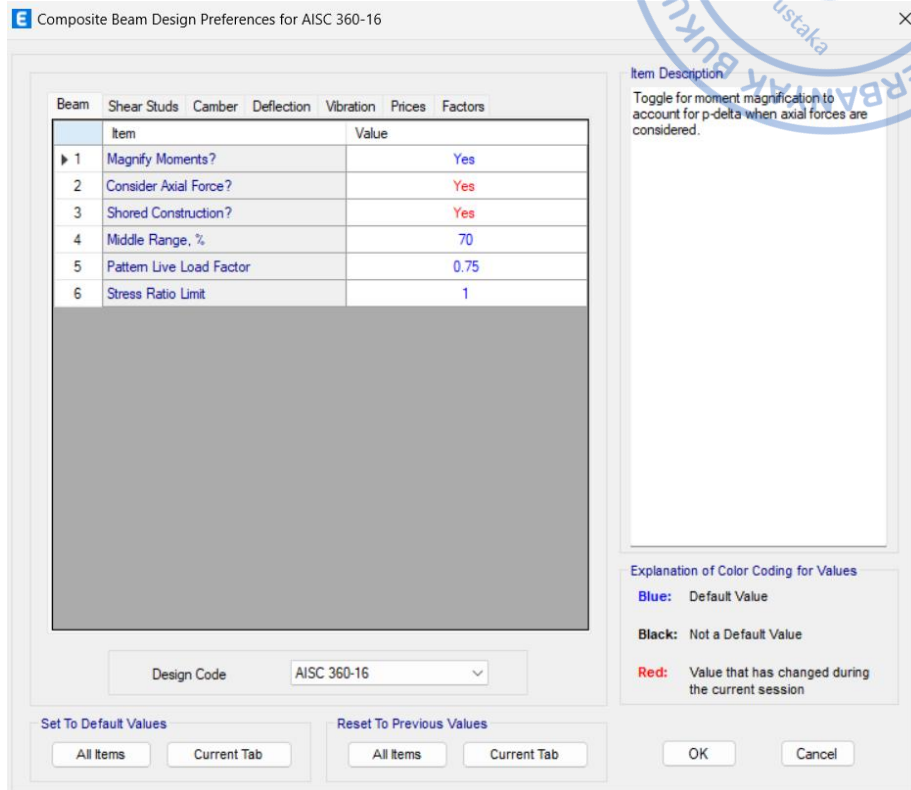 E Composite Beam Design Preferences for AISC 360-16
ustaka
Beam Shear Studs Camber Deflection Vibration Prices Factors
Item Value
1 Magnify Moments? Yes
2 Consider Axial Force? Yes
3 Shored Construction? Yes
4 Middle Range, % 70
5 Pattern Live Load Factor 0.75
6 Stress Ratio Limit 1
Design Code AISC 360-16
Set To Default Values
All Items Current Tab
Reset To Previous Values
All Items Current Tab
Item Description
Toggle for moment magnification to
account for p-delta when axial forces are
considered.
Explanation of Color Coding for Values
Blue: Default Value
Black: Not a Default Value
Red: Value that has changed during
the current session
OK Cancel